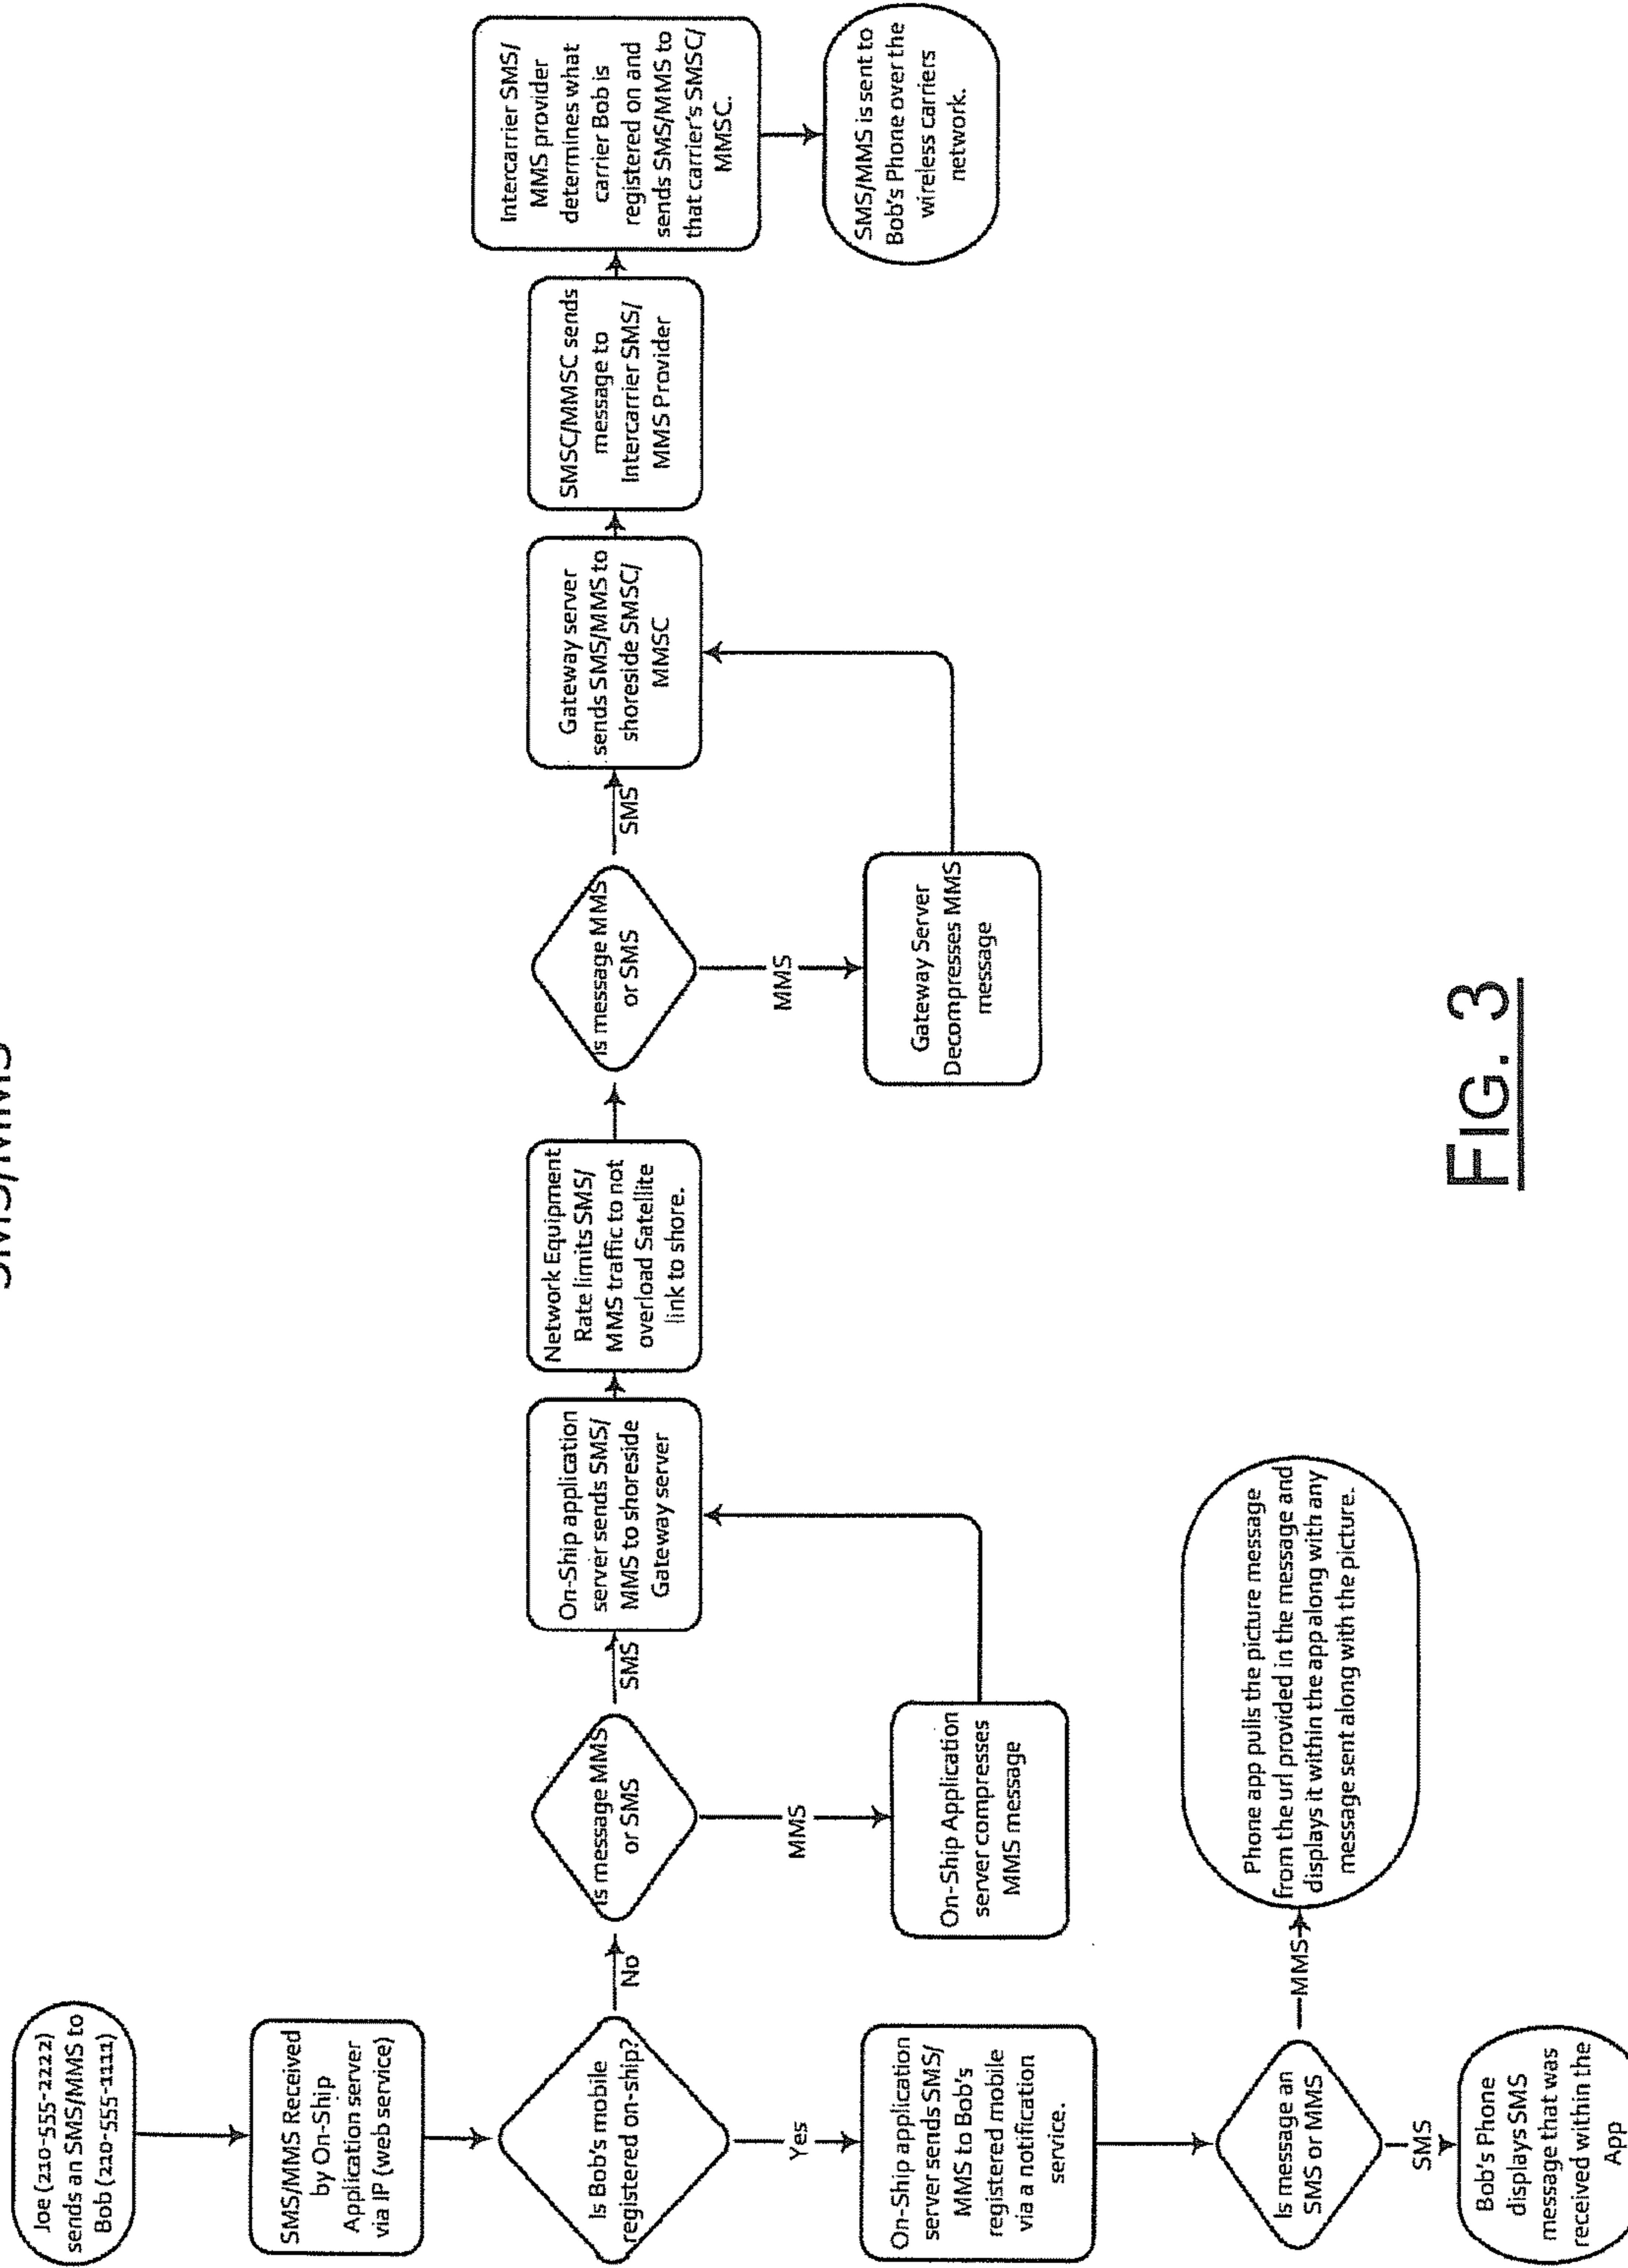 SMS/MMS
Joe (210-555-2222)
sends an SMS/MMS to
Bob (210-555-1111)
SMS/MMS Received
by On-Ship
Application server
via IP (web service)
Is Bob's mobile
registered on-ship?
No
Yes
Is message MMS
or SMS
SMS
MMS
On-Ship Application
server compresses
MMS message
On-Ship application
server sends SMS/
MMS to shoreside
Gateway server
Network Equipment
Rate limits SMS/
MMS traffic to not
overload Satellite
link to shore.
Is message MMS
or SMS
SMS
MMS
Gateway Server
Decompresses MMS
message
Gateway server
sends SMS/MMS to
shoreside SMSC/
MMSC
SMSC/MMSC sends
message to
Intercarrier SMS/
MMS Provider
Intercarrier SMS/
MMS provider
determines what
carrier Bob is
registered on and
sends SMS/MMS to
that carrier's SMSC/
MMSC.
SMS/MMS is sent to
Bob's Phone over the
wireless carriers
network.
On-Ship application
server sends SMS/
MMS to Bob's
registered mobile
via a notification
service.
Is message an
SMS or MMS
MMS
SMS
Phone app pulls the picture message
from the url provided in the message and
displays it within the app along with any
message sent along with the picture.
Bob's Phone
displays SMS
message that was
received within the
App
FIG. 3